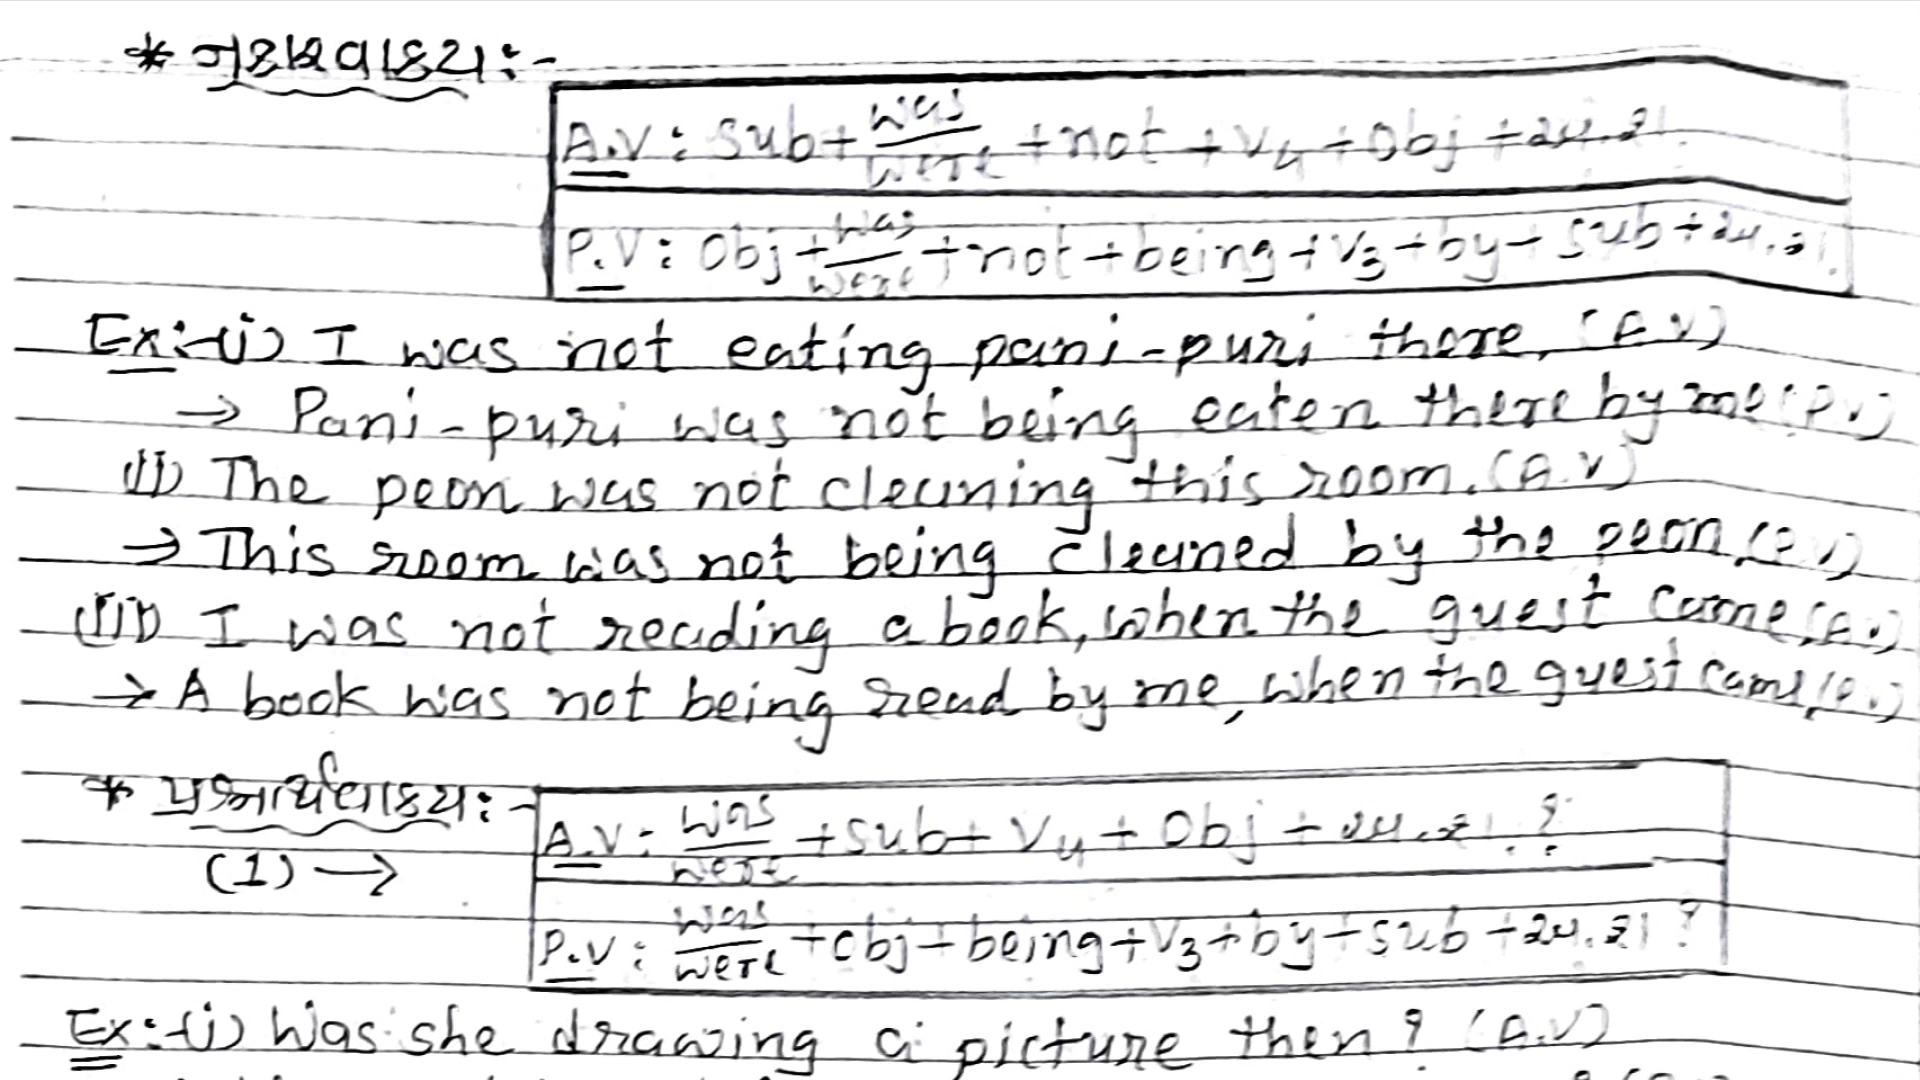 * નકારવાક્ય:-
A.V: Sub + was/were + not + V4 + Obj + અ.શ.
P.V: Obj + was/were + not + being + V3 + by + Sub + અ.શ.
Ex:-(i) I was not eating pani-puri there. (A.V)
→ Pani-puri was not being eaten there by me (P.V)
(II) The peon was not cleaning this room. (A.V)
→ This room was not being cleaned by the peon. (P.V)
(III) I was not reading a book, when the guest came. (A.V)
→ A book was not being read by me, when the guest came. (P.V)
* પ્રશ્નાર્થવાક્ય:-
(1) →
A.V: was/were + Sub + V4 + Obj + અ.શ. ?
P.V: was/were + obj + being + V3 + by + sub + અ.શ. ?
Ex:-(i) Was she drawing a picture then? (A.V)